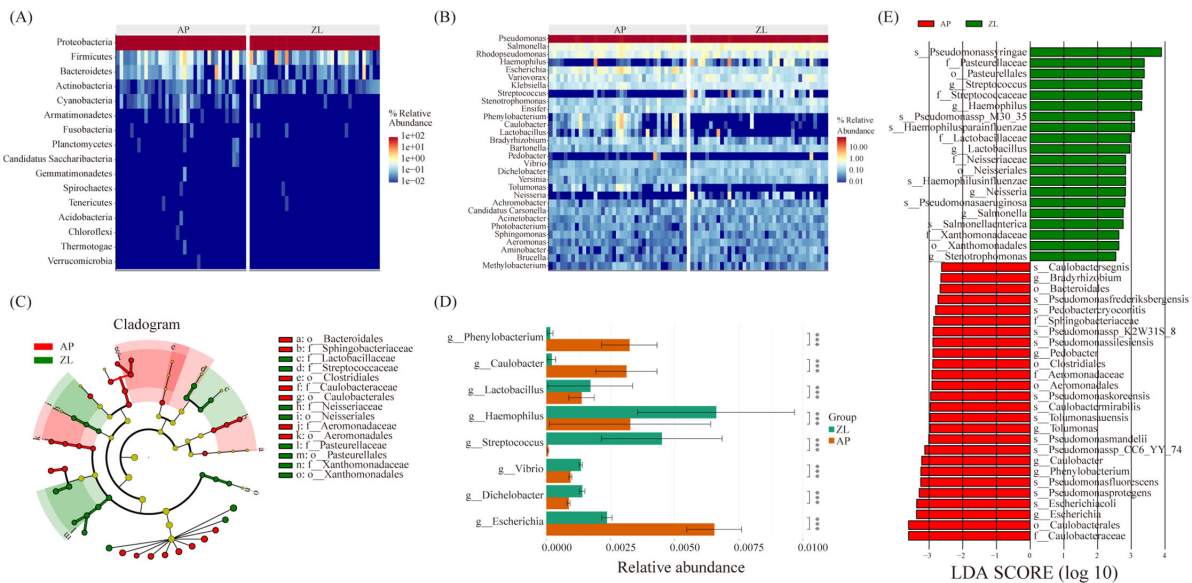 (A)
AP
ZL
Proteobacteria
Firmicutes
Bacteroidetes
Actinobacteria
Cyanobacteria
Armatimonadetes
Fusobacteria
Planctomycetes
Candidatus Saccharibacteria
Gemmatimonadetes
Spirochaetes
Tenericutes
Acidobacteria
Chloroflexi
Thermotogae
Verrucomicrobia
% Relative
Abundance
1e+02
1e+01
1e+00
1e−01
1e−02
(B)
AP
ZL
Pseudomonas
Salmonella
Rhodopseudomonas
Haemophilus
Escherichia
Variovorax
Klebsiella
Streptococcus
Stenotrophomonas
Ensifer
Phenylobacterium
Caulobacter
Lactobacillus
Bradyrhizobium
Bartonella
Pedobacter
Vibrio
Dichelobacter
Yersinia
Tolumonas
Neisseria
Achromobacter
Candidatus Carsonella
Acinetobacter
Photobacterium
Sphingomonas
Aeromonas
Aminobacter
Brucella
Methylobacterium
% Relative
Abundance
10.00
1.00
0.10
0.01
(C)
Cladogram
AP
ZL
a: o__Bacteroidales
b: f__Sphingobacteriaceae
c: f__Lactobacillaceae
d: f__Streptococcaceae
e: o__Clostridiales
f: f__Caulobacteraceae
g: o__Caulobacterales
h: f__Neisseriaceae
i: o__Neisseriales
j: f__Aeromonadaceae
k: o__Aeromonadales
l: f__Pasteurellaceae
m: o__Pasteurellales
n: f__Xanthomonadaceae
o: o__Xanthomonadales
(D)
g__Phenylobacterium
g__Caulobacter
g__Lactobacillus
g__Haemophilus
g__Streptococcus
g__Vibrio
g__Dichelobacter
g__Escherichia
Group
ZL
AP
0.0000
0.0025
0.0050
0.0075
0.0100
Relative abundance
(E)
AP
ZL
s__Pseudomonassyringae
f__Pasteurellaceae
o__Pasteurellales
g__Streptococcus
f__Streptococcaceae
g__Haemophilus
s__Pseudomonassp_M30_35
s__Haemophilusparainfluenzae
f__Lactobacillaceae
g__Lactobacillus
f__Neisseriaceae
o__Neisseriales
s__Haemophilusinfluenzae
g__Neisseria
s__Pseudomonasaeruginosa
g__Salmonella
s__Salmonellaenterica
f__Xanthomonadaceae
o__Xanthomonadales
g__Stenotrophomonas
s__Caulobactersegnis
g__Bradyrhizobium
o__Bacteroidales
s__Pseudomonasfrederiksbergensis
s__Pedobactercryoconitis
f__Sphingobacteriaceae
s__Pseudomonassp_K2W31S_8
s__Pseudomonassilesiensis
g__Pedobacter
o__Clostridiales
f__Aeromonadaceae
o__Aeromonadales
s__Pseudomonaskoreensis
s__Caulobactermirabilis
s__Tolumonasauensis
g__Tolumonas
s__Pseudomonasmandelii
s__Pseudomonassp_CC6_YY_74
g__Caulobacter
g__Phenylobacterium
s__Pseudomonasfluorescens
s__Pseudomonasprotegens
s__Escherichiacoli
g__Escherichia
o__Caulobacterales
f__Caulobacteraceae
−3 −2 −1 0 1 2 3 4
LDA SCORE (log 10)